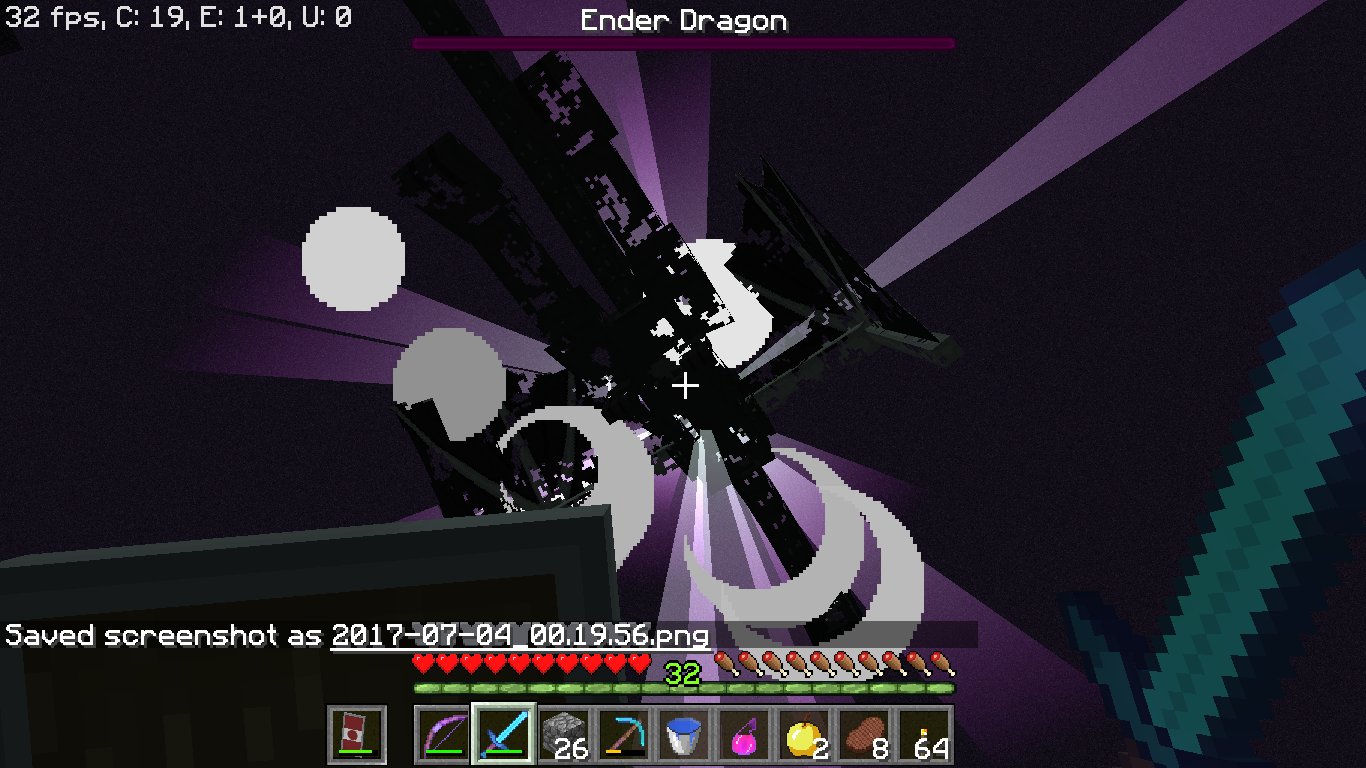 32 fps, C: 19, E: 1+0, U: 0
Ender Dragon
Saved screenshot as 2017-07-04_00.19.56.png
32
26
2
8
64